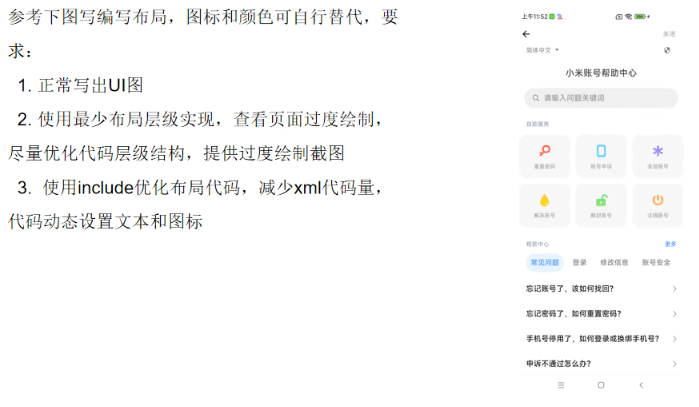 参考下图写编写布局，图标和颜色可自行替代，要
求：
1. 正常写出UI图
2. 使用最少布局层级实现，查看页面过度绘制，
尽量优化代码层级结构，提供过度绘制截图
3. 使用include优化布局代码，减少xml代码量，
代码动态设置文本和图标
上午11:52
关闭
简体中文
小米账号帮助中心
请输入问题关键词
自助服务
重置密码 账号申诉 冻结账号
解冻账号 解封账号 注销账号
帮助中心 更多
常见问题 登录 修改信息 账号安全
忘记账号了，该如何找回？
忘记密码了，如何重置密码？
手机号停用了，如何登录或换绑手机号？
申诉不通过怎么办？